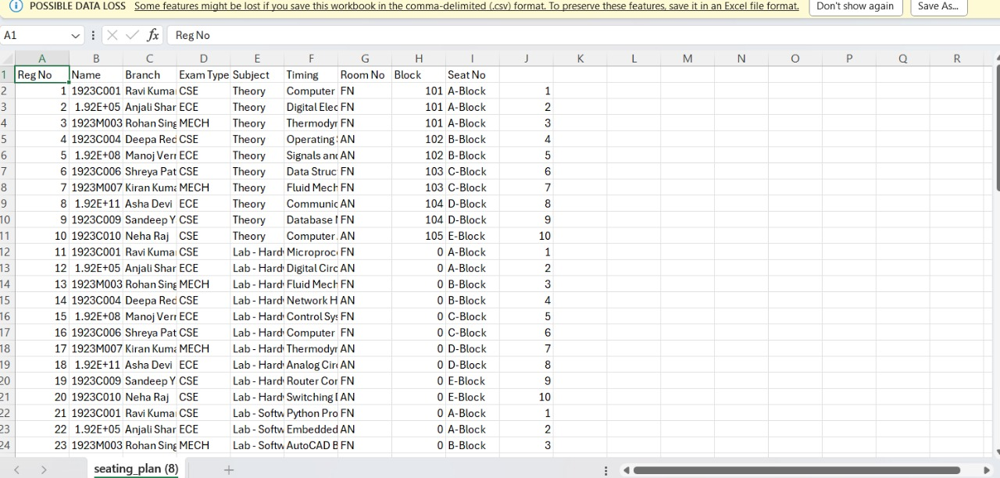 POSSIBLE DATA LOSS Some features might be lost if you save this workbook in the comma-delimited (.csv) format. To preserve these features, save it in an Excel file format. Don't show again Save As...
A1 fx Reg No
A B C D E F G H I J K L M N O P Q R
1 Reg No Name Branch Exam Type Subject Timing Room No Block Seat No
2 1 1923C001 Ravi Kuma CSE Theory Computer FN 101 A-Block 1
3 2 1.92E+05 Anjali Shar ECE Theory Digital Elec FN 101 A-Block 2
4 3 1923M003 Rohan Sing MECH Theory Thermodyn FN 101 A-Block 3
5 4 1923C004 Deepa Red CSE Theory Operating AN 102 B-Block 4
6 5 1.92E+08 Manoj Verr ECE Theory Signals and AN 102 B-Block 5
7 6 1923C006 Shreya Pat CSE Theory Data Struc FN 103 C-Block 6
8 7 1923M007 Kiran Kuma MECH Theory Fluid Mech FN 103 C-Block 7
9 8 1.92E+11 Asha Devi ECE Theory Communic AN 104 D-Block 8
10 9 1923C009 Sandeep Y CSE Theory Database FN 104 D-Block 9
11 10 1923C010 Neha Raj CSE Theory Computer AN 105 E-Block 10
12 11 1923C001 Ravi Kuma CSE Lab - Hard Microproc FN 0 A-Block 1
13 12 1.92E+05 Anjali Shar ECE Lab - Hard Digital Circ AN 0 A-Block 2
14 13 1923M003 Rohan Sing MECH Lab - Hard Fluid Mech FN 0 B-Block 3
15 14 1923C004 Deepa Red CSE Lab - Hard Network H AN 0 B-Block 4
16 15 1.92E+08 Manoj Verr ECE Lab - Hard Control Sys FN 0 C-Block 5
17 16 1923C006 Shreya Pat CSE Lab - Hard Computer FN 0 C-Block 6
18 17 1923M007 Kiran Kuma MECH Lab - Hard Thermodyn AN 0 D-Block 7
19 18 1.92E+11 Asha Devi ECE Lab - Hard Analog Circ AN 0 D-Block 8
20 19 1923C009 Sandeep Y CSE Lab - Hard Router Cor FN 0 E-Block 9
21 20 1923C010 Neha Raj CSE Lab - Hard Switching AN 0 E-Block 10
22 21 1923C001 Ravi Kuma CSE Lab - Softw Python Pro FN 0 A-Block 1
23 22 1.92E+05 Anjali Shar ECE Lab - Softw Embedded AN 0 A-Block 2
24 23 1923M003 Rohan Sing MECH Lab - Softw AutoCAD B FN 0 B-Block 3
seating_plan (8)